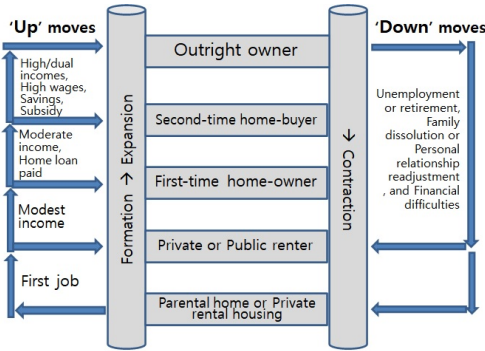 ‘Up’ moves
‘Down’ moves
Outright owner
High/dual
incomes,
High wages,
Savings,
Subsidy
Second-time home-buyer
Moderate
income,
Home loan
paid
First-time home-owner
Modest
income
Private or Public renter
First job
Parental home or Private
rental housing
Formation → Expansion
→ Contraction
Unemployment
or retirement,
Family
dissolution or
Personal
relationship
readjustment
, and Financial
difficulties